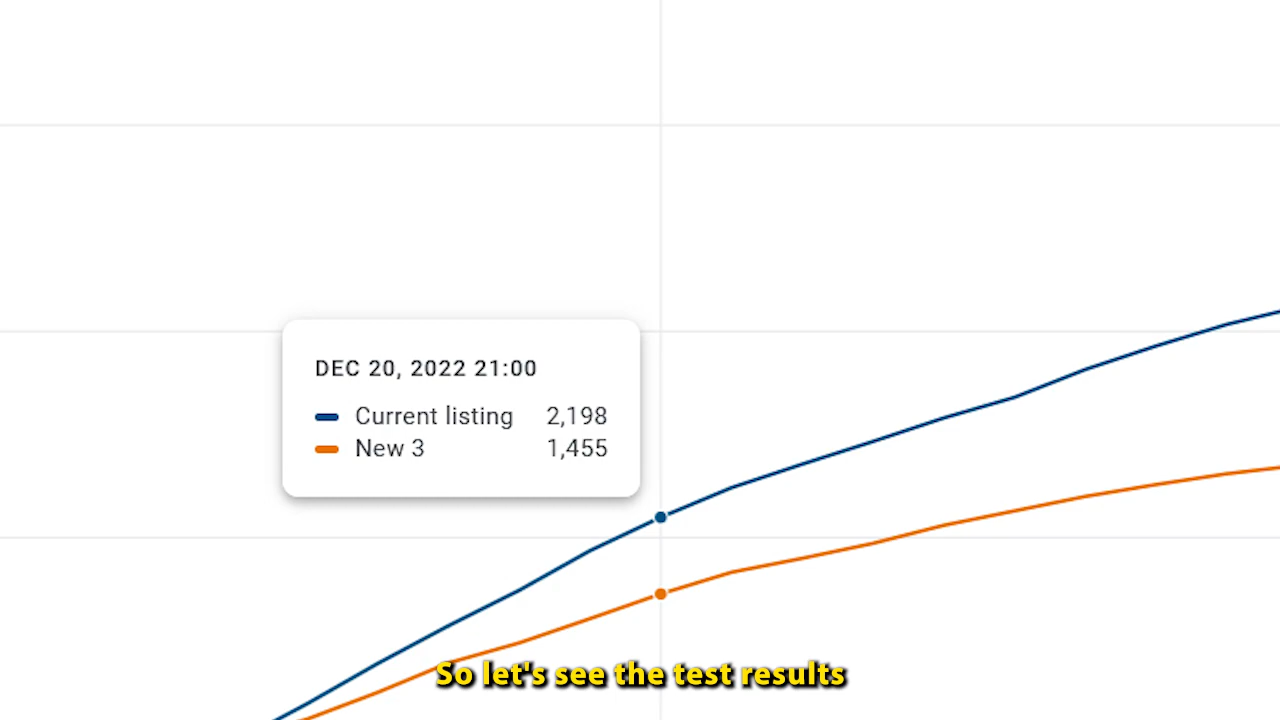 DEC 20, 2022 21:00
Current listing 2,198
New 3 1,455
So let's see the test results